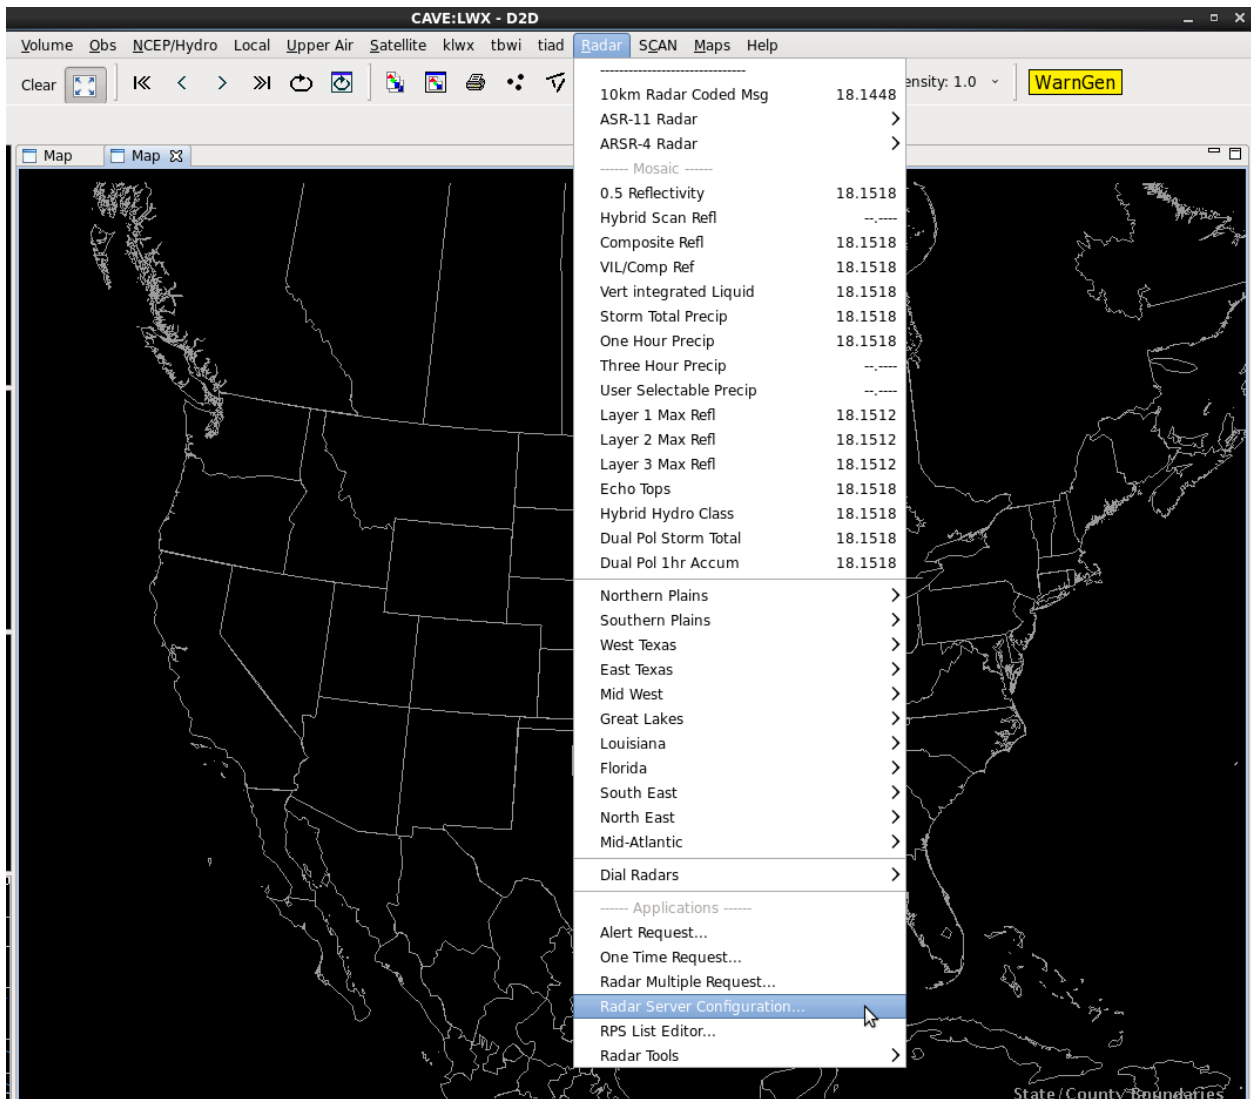 CAVE:LWX - D2D
Volume Obs NCEP/Hydro Local Upper Air Satellite klwx tbwi tiad Radar SCAN Maps Help
Clear ensity: 1.0 WarnGen
Map Map
--------------------------------
10km Radar Coded Msg 18.1448
ASR-11 Radar
ARSR-4 Radar
------ Mosaic ------
0.5 Reflectivity 18.1518
Hybrid Scan Refl --.----
Composite Refl 18.1518
VIL/Comp Ref 18.1518
Vert integrated Liquid 18.1518
Storm Total Precip 18.1518
One Hour Precip 18.1518
Three Hour Precip --.----
User Selectable Precip --.----
Layer 1 Max Refl 18.1512
Layer 2 Max Refl 18.1512
Layer 3 Max Refl 18.1512
Echo Tops 18.1518
Hybrid Hydro Class 18.1518
Dual Pol Storm Total 18.1518
Dual Pol 1hr Accum 18.1518
Northern Plains
Southern Plains
West Texas
East Texas
Mid West
Great Lakes
Louisiana
Florida
South East
North East
Mid-Atlantic
Dial Radars
------ Applications ------
Alert Request...
One Time Request...
Radar Multiple Request...
Radar Server Configuration...
RPS List Editor...
Radar Tools
State/County Boundaries